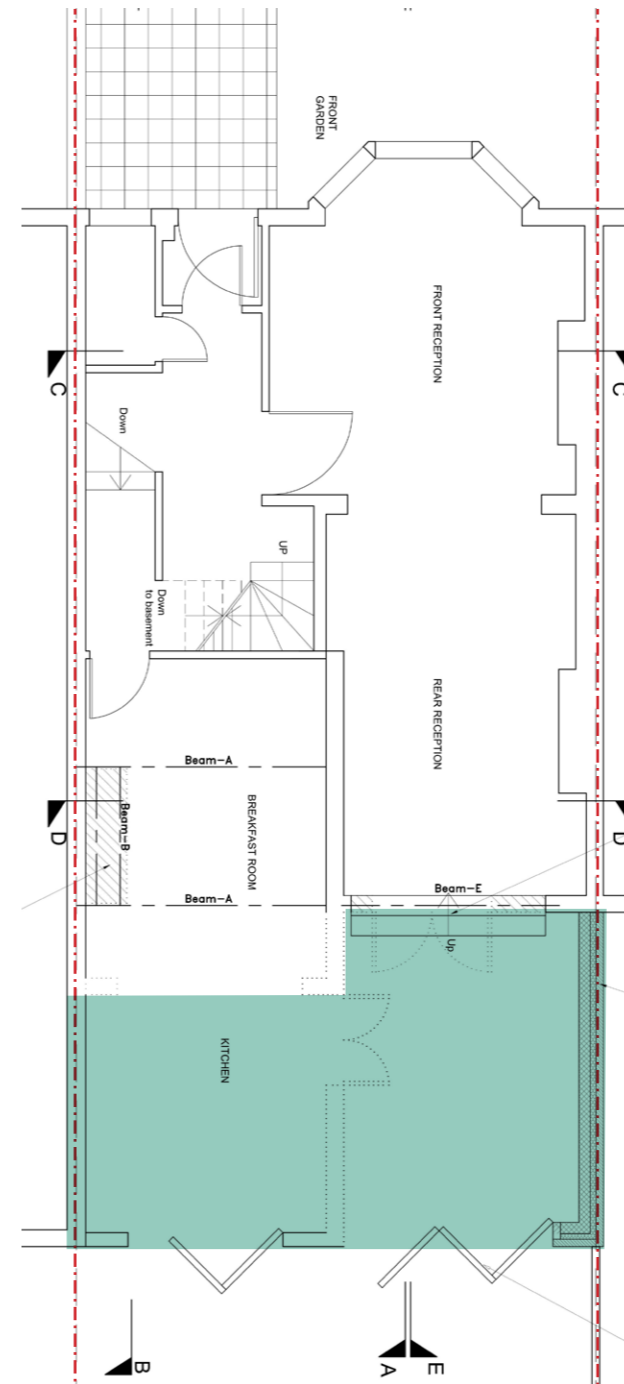 FRONT
GARDEN
FRONT RECEPTION
C
C
Down
UP
Down
to basement
REAR RECEPTION
Beam-A
Beam-B
BREAKFAST ROOM
D
D
Beam-A
Beam-E
Up
KITCHEN
B
A
E